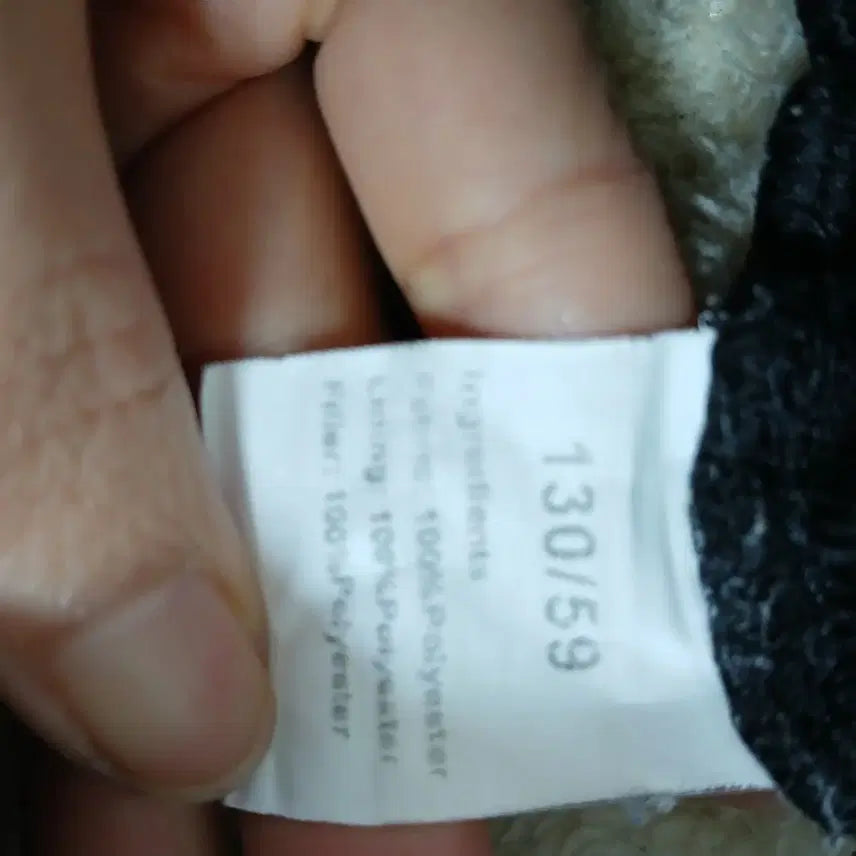 130/59
Ingredients
Fabric: 100%Polyester
Lining: 100%Polyester
Filler: 100%Polyester